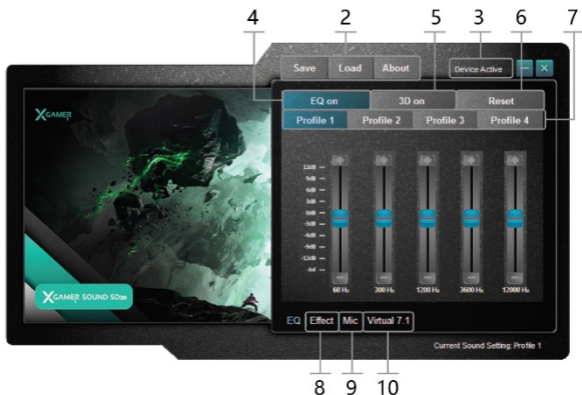 4 2 5 3 6 7
Save Load About Device Active
EQ on 3D on Reset
Profile 1 Profile 2 Profile 3 Profile 4
XGAMER
12dB
9dB
6dB
3dB
-0dB
-3dB
-6dB
-9dB
-12dB
-Inf
60 Hz 300 Hz 1200 Hz 3600 Hz 12000 Hz
XGAMER SOUND SD20
EQ Effect Mic Virtual 7.1
Current Sound Setting: Profile 1
8 9 10